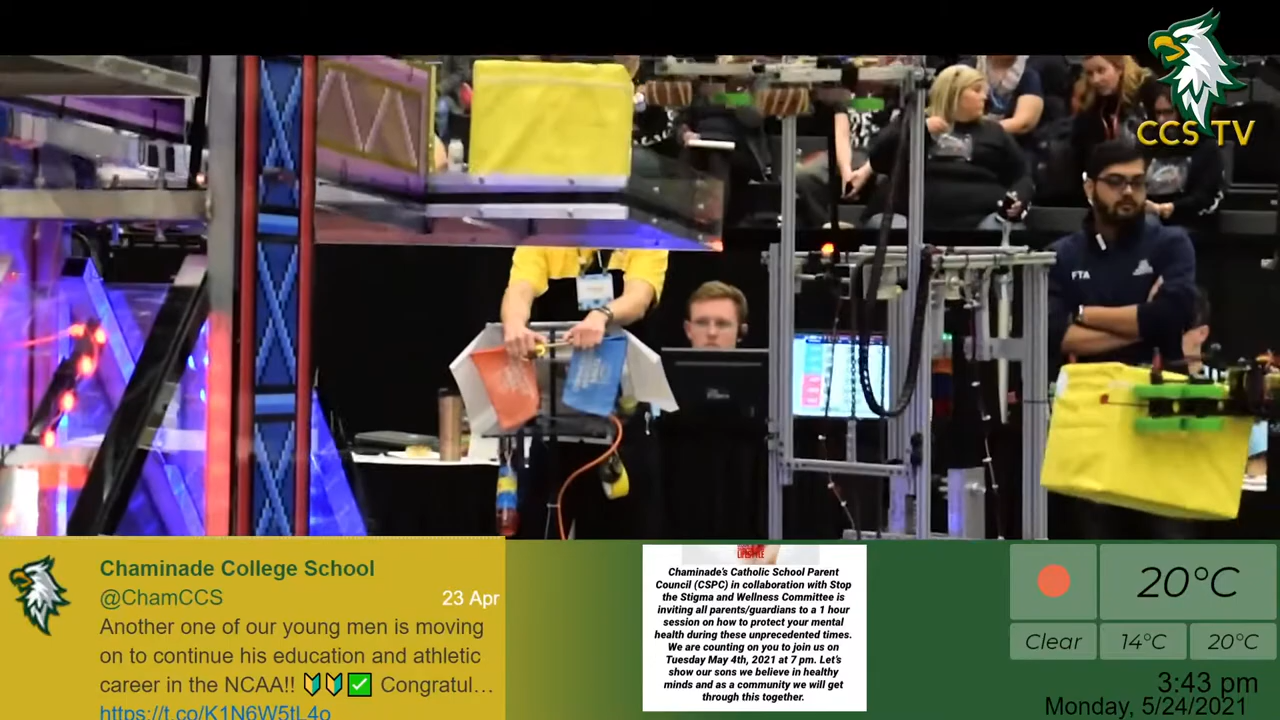 CCS TV
FTA
Chaminade College School
@ChamCCS
23 Apr
Another one of our young men is moving
on to continue his education and athletic
career in the NCAA!! 🔰🔰✅ Congratul…
https://t.co/K1N6W5tL4o
LIFESTYLE
Chaminade's Catholic School Parent
Council (CSPC) in collaboration with Stop
the Stigma and Wellness Committee is
inviting all parents/guardians to a 1 hour
session on how to protect your mental
health during these unprecedented times.
We are counting on you to join us on
Tuesday May 4th, 2021 at 7 pm. Let's
show our sons we believe in healthy
minds and as a community we will get
through this together.
20°C
Clear
14°C
20°C
3:43 pm
Monday, 5/24/2021